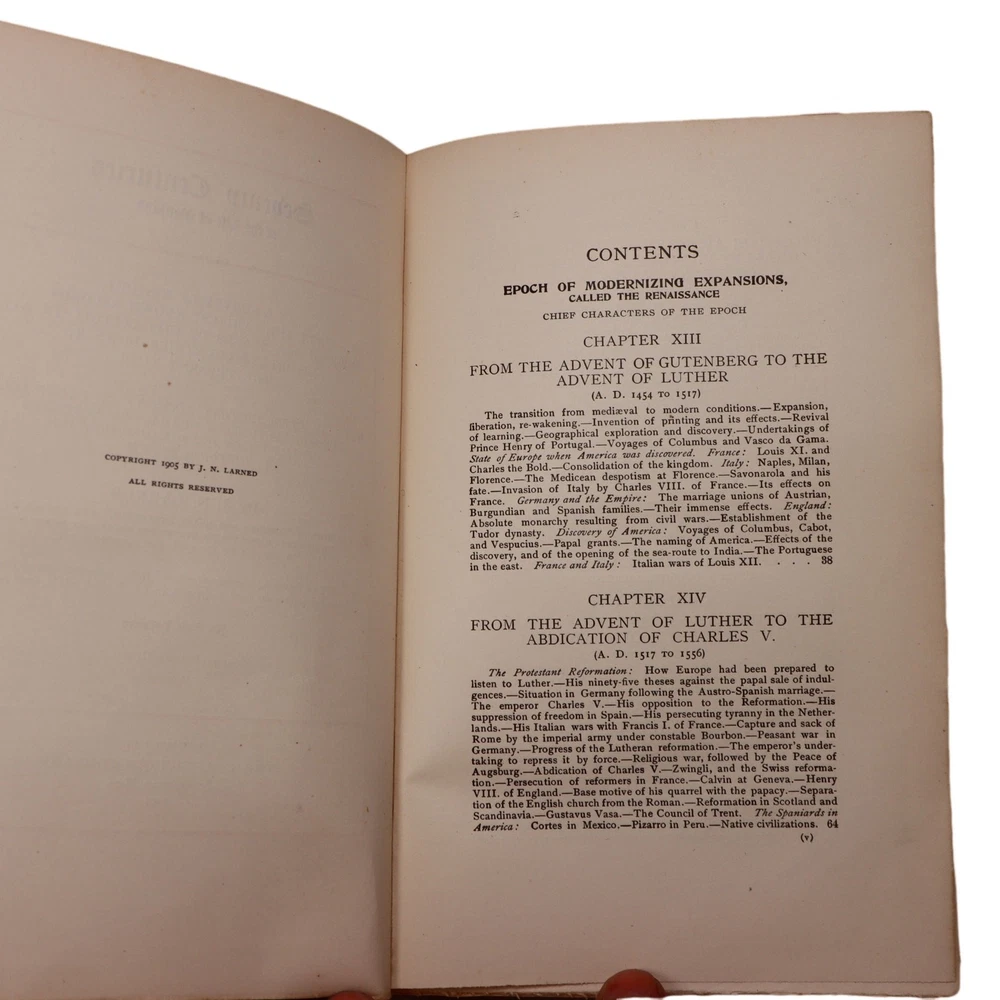 COPYRIGHT 1905 BY J. N. LARNED
ALL RIGHTS RESERVED
CONTENTS
EPOCH OF MODERNIZING EXPANSIONS,
CALLED THE RENAISSANCE
CHIEF CHARACTERS OF THE EPOCH
CHAPTER XIII
FROM THE ADVENT OF GUTENBERG TO THE
ADVENT OF LUTHER
(A. D. 1454 TO 1517)
The transition from mediæval to modern conditions.—Expansion,
liberation, re-wakening.—Invention of printing and its effects.—Revival
of learning.—Geographical exploration and discovery.—Undertakings of
Prince Henry of Portugal.—Voyages of Columbus and Vasco da Gama.
State of Europe when America was discovered. France: Louis XI. and
Charles the Bold.—Consolidation of the kingdom. Italy: Naples, Milan,
Florence.—The Medicean despotism at Florence.—Savonarola and his
fate.—Invasion of Italy by Charles VIII. of France.—Its effects on
France. Germany and the Empire: The marriage unions of Austrian,
Burgundian and Spanish families.—Their immense effects. England:
Absolute monarchy resulting from civil wars.—Establishment of the
Tudor dynasty. Discovery of America: Voyages of Columbus, Cabot,
and Vespucius.—Papal grants.—The naming of America.—Effects of the
discovery, and of the opening of the sea-route to India.—The Portuguese
in the east. France and Italy: Italian wars of Louis XII. . . . 38
CHAPTER XIV
FROM THE ADVENT OF LUTHER TO THE
ABDICATION OF CHARLES V.
(A. D. 1517 TO 1556)
The Protestant Reformation: How Europe had been prepared to
listen to Luther.—His ninety-five theses against the papal sale of indul-
gences.—Situation in Germany following the Austro-Spanish marriage.—
The emperor Charles V.—His opposition to the Reformation.—His
suppression of freedom in Spain.—His persecuting tyranny in the Nether-
lands.—His Italian wars with Francis I. of France.—Capture and sack of
Rome by the imperial army under constable Bourbon.—Peasant war in
Germany.—Progress of the Lutheran reformation.—The emperor's under-
taking to repress it by force.—Religious war, followed by the Peace of
Augsburg.—Abdication of Charles V.—Zwingli, and the Swiss reforma-
tion.—Persecution of reformers in France.—Calvin at Geneva.—Henry
VIII. of England.—Base motive of his quarrel with the papacy.—Separa-
tion of the English church from the Roman.—Reformation in Scotland and
Scandinavia.—Gustavus Vasa.—The Council of Trent. The Spaniards in
America: Cortes in Mexico.—Pizarro in Peru.—Native civilizations. 64
(v)